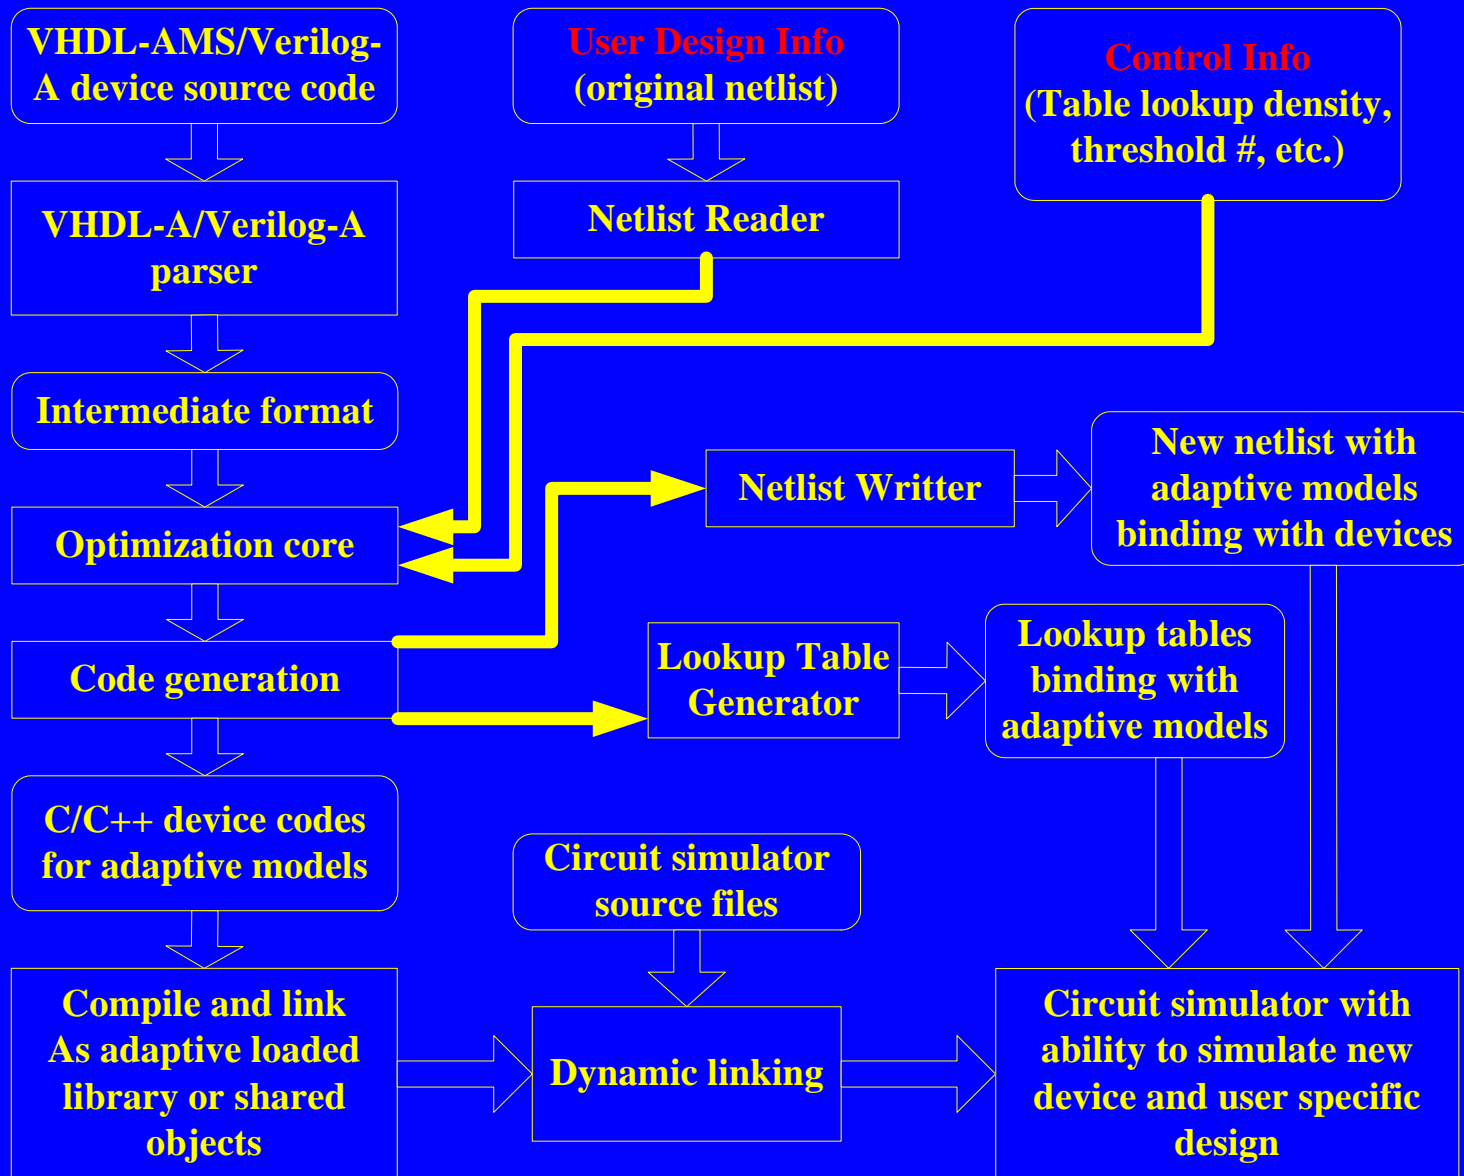 VHDL-AMS/Verilog-
A device source code
User Design Info
(original netlist)
Control Info
(Table lookup density,
threshold #, etc.)
VHDL-A/Verilog-A
parser
Netlist Reader
Intermediate format
Optimization core
Netlist Writter
New netlist with
adaptive models
binding with devices
Code generation
Lookup Table
Generator
Lookup tables
binding with
adaptive models
C/C++ device codes
for adaptive models
Circuit simulator
source files
Compile and link
As adaptive loaded
library or shared
objects
Dynamic linking
Circuit simulator with
ability to simulate new
device and user specific
design